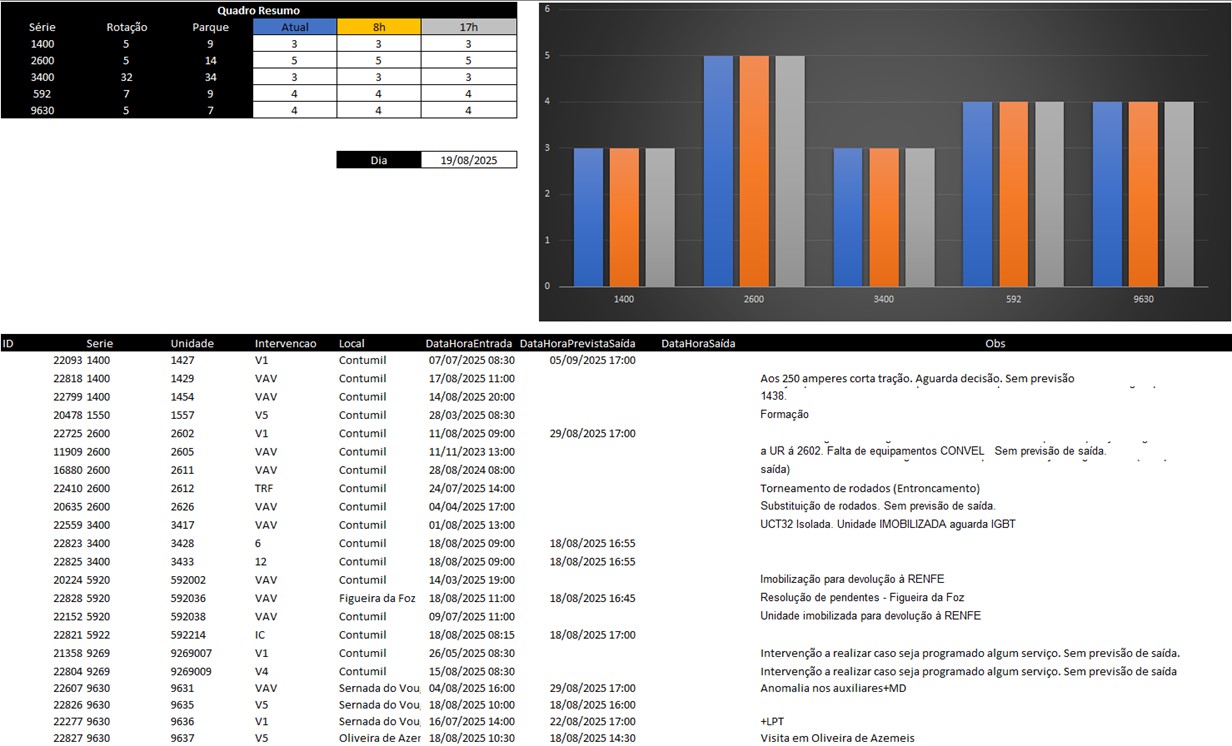 Quadro Resumo
Série Rotação Parque Atual 8h 17h
1400 5 9 3 3 3
2600 5 14 5 5 5
3400 32 34 3 3 3
592 7 9 4 4 4
9630 5 7 4 4 4
Dia 19/08/2025
6
5
4
3
2
1
0
1400 2600 3400 592 9630
ID Serie Unidade Intervencao Local DataHoraEntrada DataHoraPrevistaSaída DataHoraSaída Obs
22093 1400 1427 V1 Contumil 07/07/2025 08:30 05/09/2025 17:00
22818 1400 1429 VAV Contumil 17/08/2025 11:00 Aos 250 amperes corta tração. Aguarda decisão. Sem previsão
22799 1400 1454 VAV Contumil 14/08/2025 20:00 1438.
20478 1550 1557 V5 Contumil 28/03/2025 08:30 Formação
22725 2600 2602 V1 Contumil 11/08/2025 09:00 29/08/2025 17:00
11909 2600 2605 VAV Contumil 11/11/2023 13:00 a UR á 2602. Falta de equipamentos CONVEL Sem previsão de saída.
16880 2600 2611 VAV Contumil 28/08/2024 08:00 saída)
22410 2600 2612 TRF Contumil 24/07/2025 14:00 Torneamento de rodados (Entroncamento)
20635 2600 2626 VAV Contumil 04/04/2025 17:00 Substituição de rodados. Sem previsão de saída.
22559 3400 3417 VAV Contumil 01/08/2025 13:00 UCT32 Isolada. Unidade IMOBILIZADA aguarda IGBT
22823 3400 3428 6 Contumil 18/08/2025 09:00 18/08/2025 16:55
22825 3400 3433 12 Contumil 18/08/2025 09:00 18/08/2025 16:55
20224 5920 592002 VAV Contumil 14/03/2025 19:00 Imobilização para devolução à RENFE
22828 5920 592036 VAV Figueira da Foz 18/08/2025 11:00 18/08/2025 16:45 Resolução de pendentes - Figueira da Foz
22152 5920 592038 VAV Contumil 09/07/2025 11:00 Unidade imobilizada para devolução à RENFE
22821 5922 592214 IC Contumil 18/08/2025 08:15 18/08/2025 17:00
21358 9269 9269007 V1 Contumil 26/05/2025 08:30 Intervenção a realizar caso seja programado algum serviço. Sem previsão de saída.
22804 9269 9269009 V4 Contumil 15/08/2025 08:30 Intervenção a realizar caso seja programado algum serviço. Sem previsão de saída
22607 9630 9631 VAV Sernada do Vou 04/08/2025 16:00 29/08/2025 17:00 Anomalia nos auxiliares+MD
22826 9630 9635 V5 Sernada do Vou 18/08/2025 10:00 18/08/2025 16:00
22277 9630 9636 V1 Sernada do Vou 16/07/2025 14:00 22/08/2025 17:00 +LPT
22827 9630 9637 V5 Oliveira de Azer 18/08/2025 10:30 18/08/2025 14:30 Visita em Oliveira de Azemeis